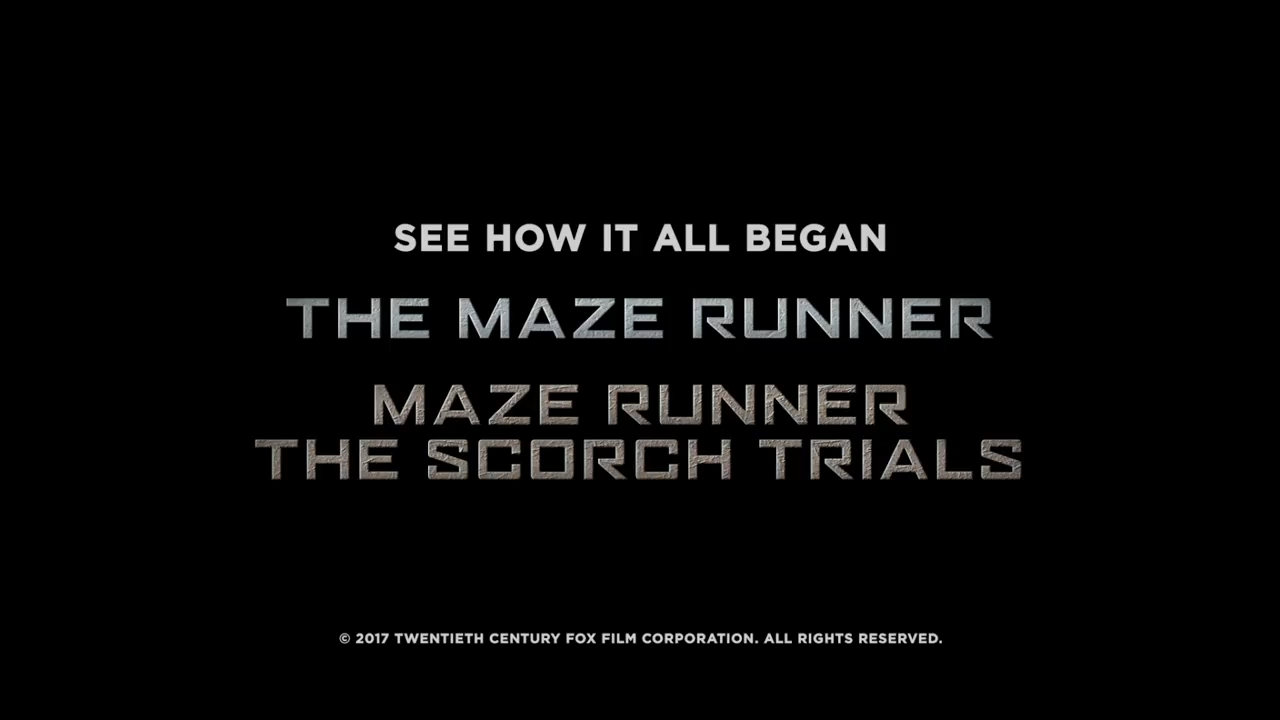 SEE HOW IT ALL BEGAN
THE MAZE RUNNER
MAZE RUNNER
THE SCORCH TRIALS
© 2017 TWENTIETH CENTURY FOX FILM CORPORATION. ALL RIGHTS RESERVED.